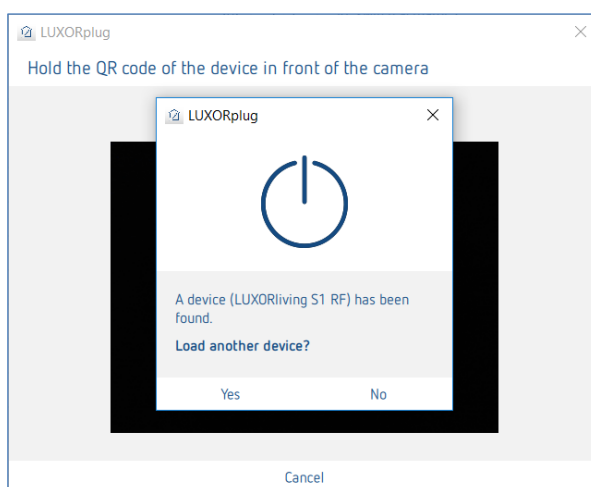 LUXORplug
Hold the QR code of the device in front of the camera
LUXORplug
A device (LUXORliving S1 RF) has been
found.
Load another device?
Yes
No
Cancel